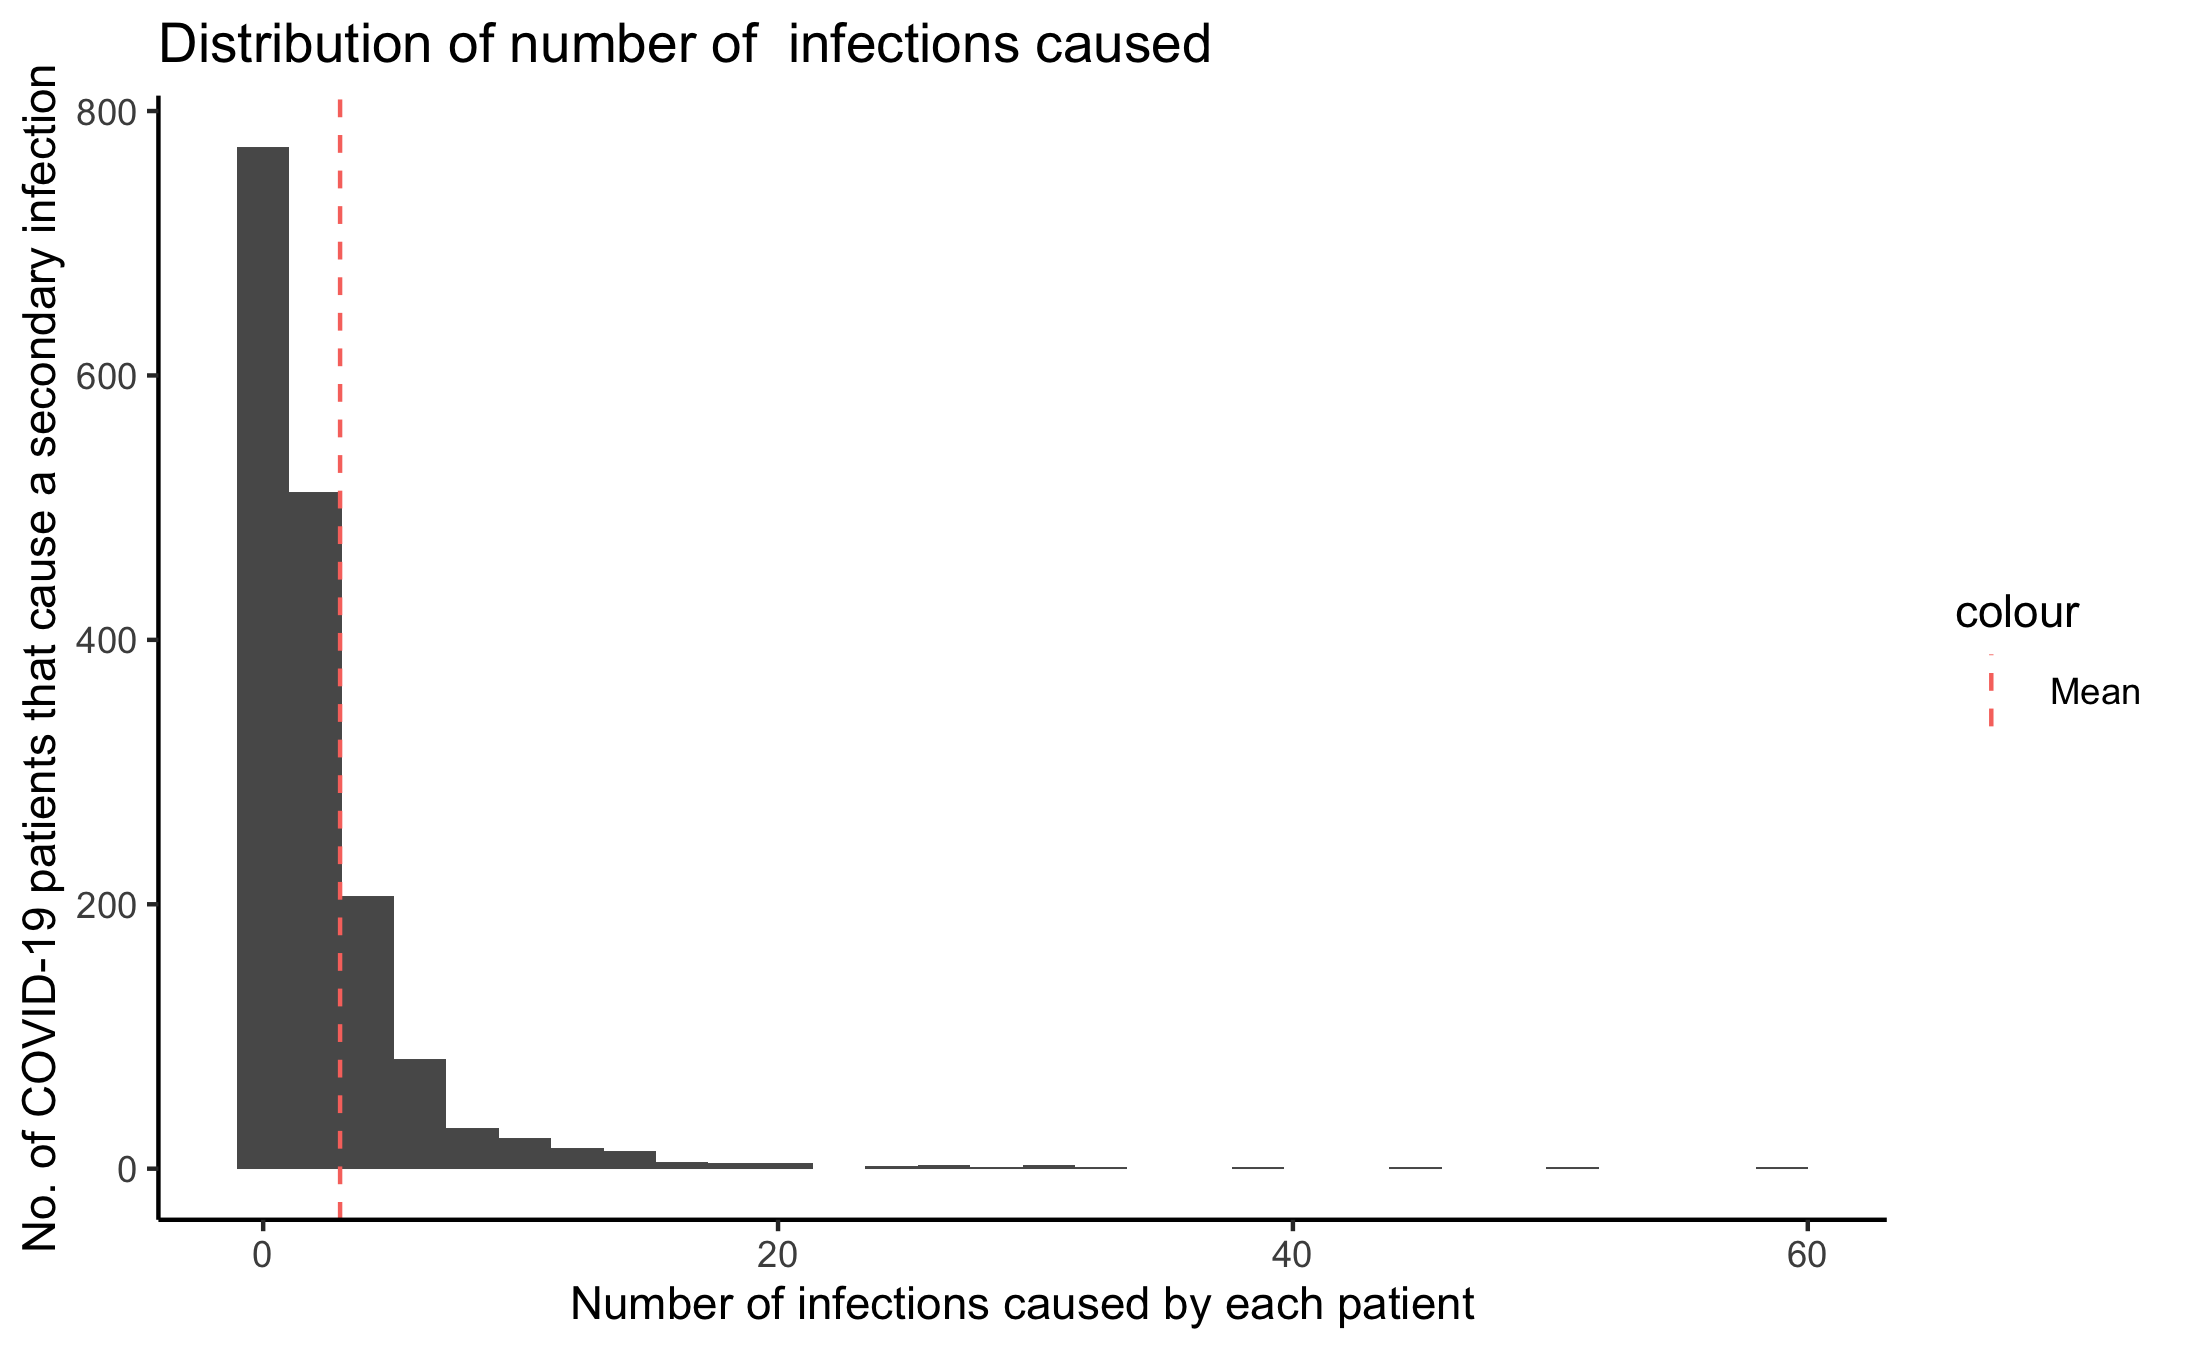 Distribution of number of  infections caused
No. of COVID-19 patients that cause a secondary infection
800
600
400
200
0
0
20
40
60
Number of infections caused by each patient
colour
Mean